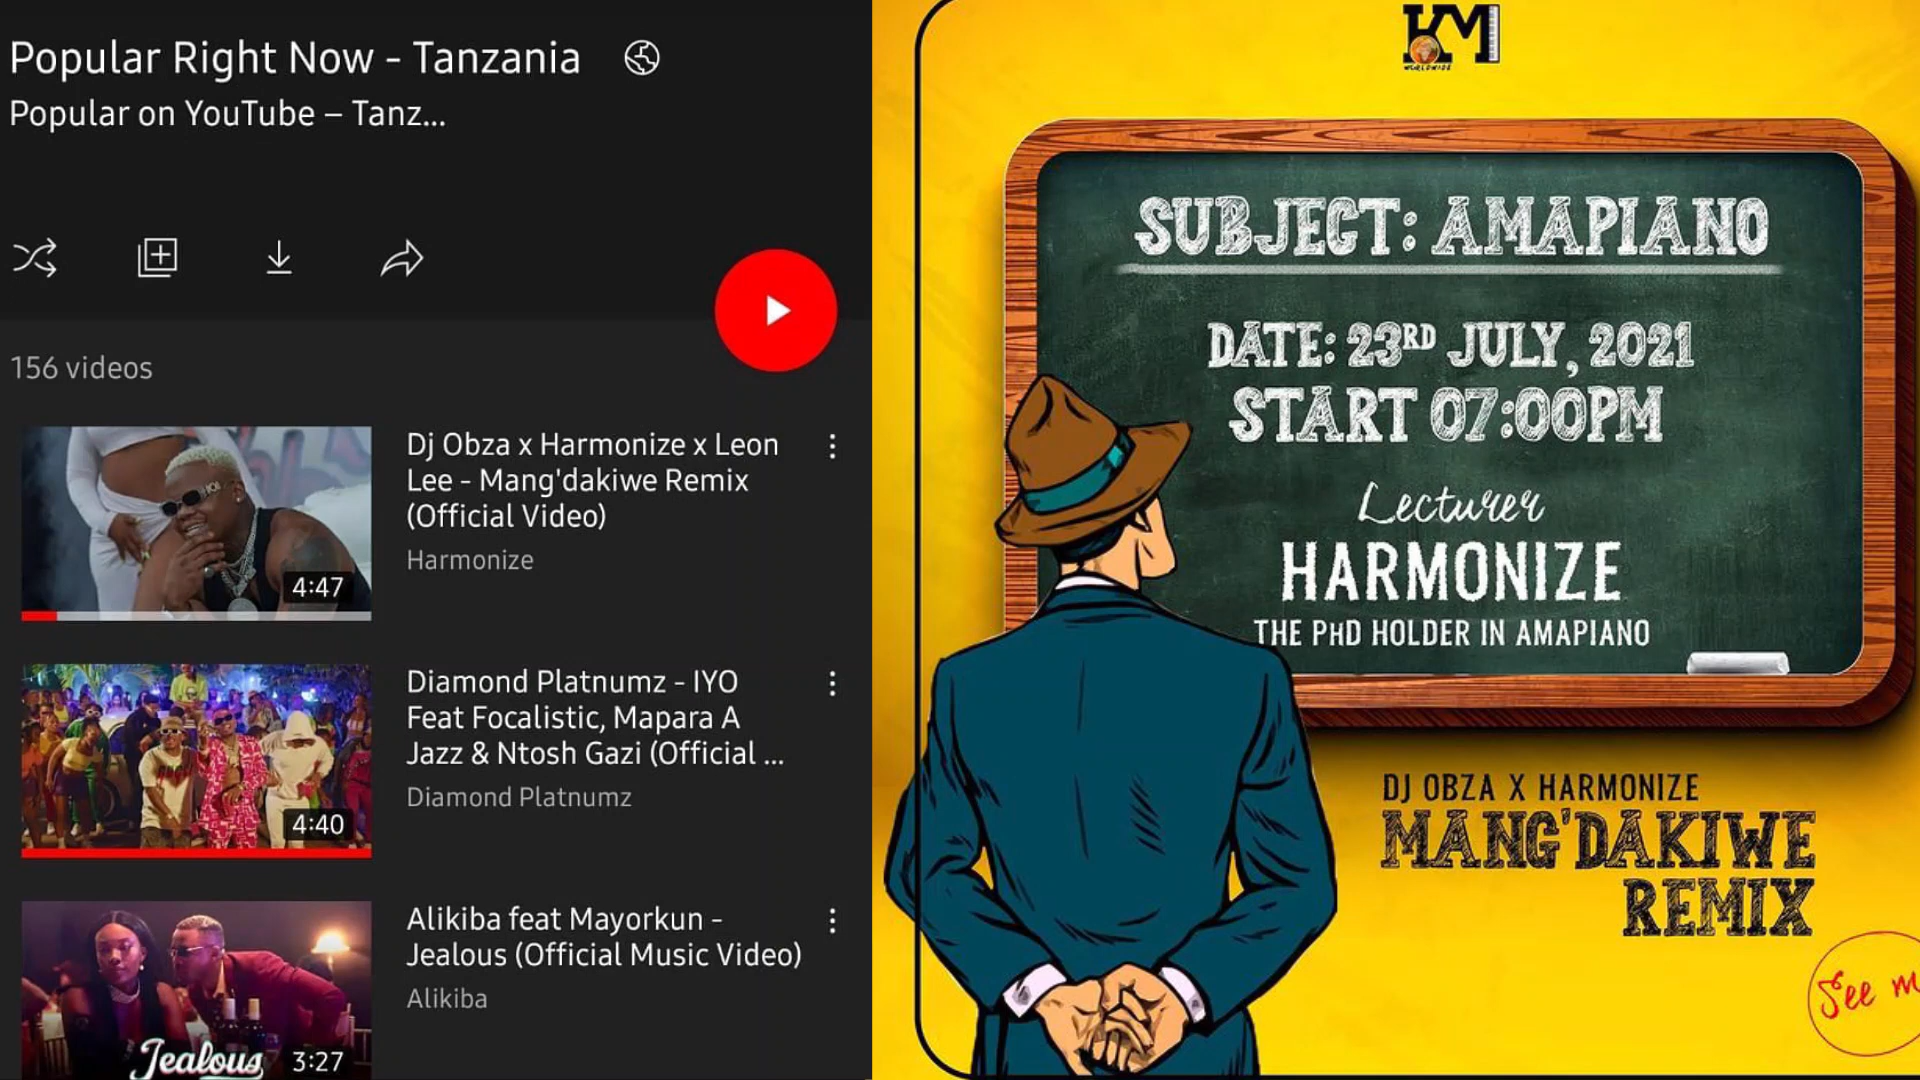 Popular Right Now - Tanzania
Popular on YouTube – Tanz...
156 videos
4:47
Dj Obza x Harmonize x Leon
Lee - Mang'dakiwe Remix
(Official Video)
Harmonize
4:40
Diamond Platnumz - IYO
Feat Focalistic, Mapara A
Jazz & Ntosh Gazi (Official ...
Diamond Platnumz
Jealous
3:27
Alikiba feat Mayorkun -
Jealous (Official Music Video)
Alikiba
KM
WORLDWIDE
SUBJECT: AMAPIANO
DATE: 23RD JULY, 2021
START 07:00PM
Lecturer
HARMONIZE
THE PHD HOLDER IN AMAPIANO
DJ OBZA X HARMONIZE
MANG'DAKIWE
REMIX
See m